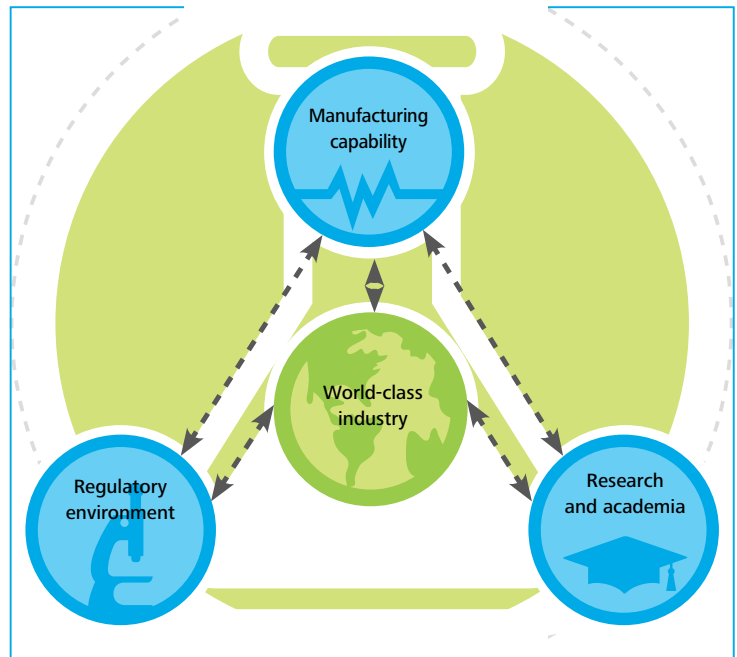 Manufacturing
capability
World-class
industry
Regulatory
environment
Research
and academia